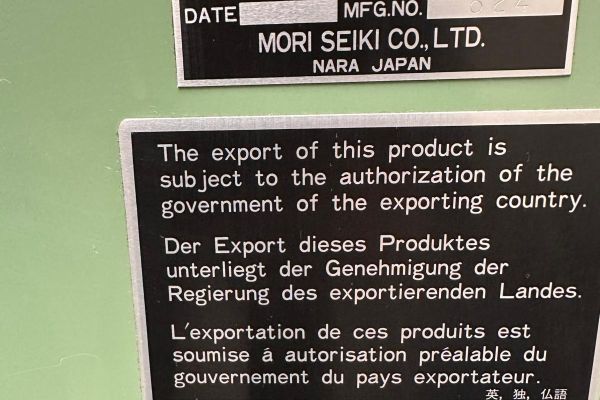 DATE MFG.NO. 822
MORI SEIKI CO., LTD.
NARA JAPAN
The export of this product is
subject to the authorization of the
government of the exporting country.
Der Export dieses Produktes
unterliegt der Genehmigung der
Regierung des exportierenden Landes.
L'exportation de ces produits est
soumise à autorisation préalable du
gouvernement du pays exportateur.
英, 独, 仏語